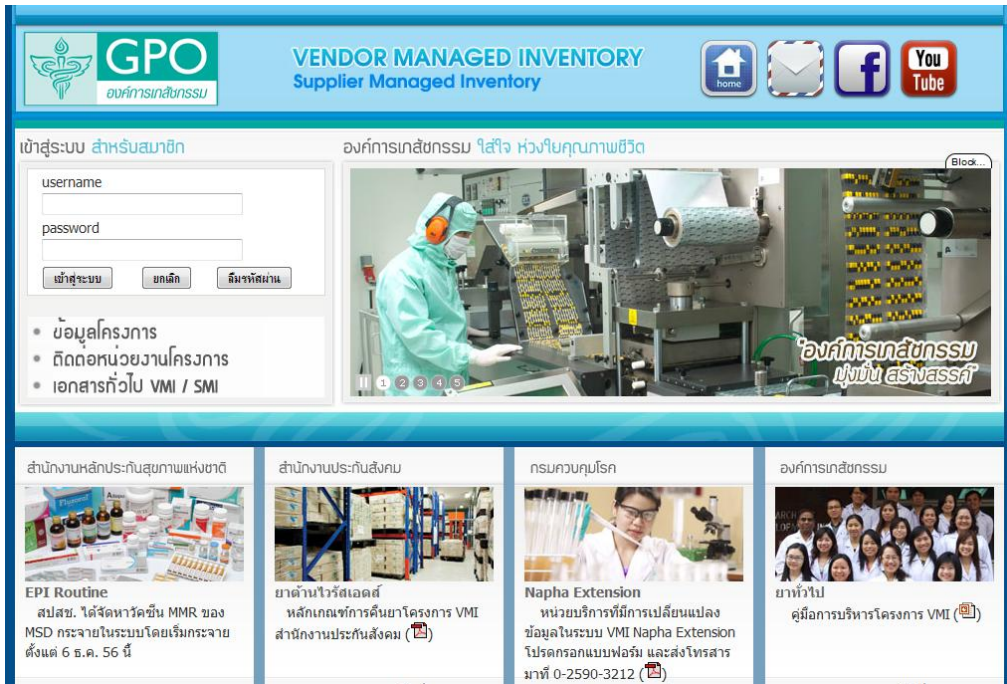 GPO
องค์การเภสัชกรรม
VENDOR MANAGED INVENTORY
Supplier Managed Inventory
home
You
Tube
เข้าสู่ระบบ สำหรับสมาชิก
username
password
เข้าสู่ระบบ
ยกเลิก
ลืมรหัสผ่าน
ข้อมูลโครงการ
ติดต่อหน่วยงานโครงการ
เอกสารทั่วไป VMI / SMI
องค์การเภสัชกรรม ใส่ใจ ห่วงใยคุณภาพชีวิต
Block...
"องค์การเภสัชกรรม
มุ่งมั่น สร้างสรรค์"
1 2 3 4 5
สำนักงานหลักประกันสุขภาพแห่งชาติ
EPI Routine
สปสช. ได้จัดหาวัคซีน MMR ของ
MSD กระจายในระบบโดยเริ่มกระจาย
ตั้งแต่ 6 ธ.ค. 56 นี้
สำนักงานประกันสังคม
ยาต้านไวรัสเอดส์
หลักเกณฑ์การคืนยาโครงการ VMI
สำนักงานประกันสังคม ( )
กรมควบคุมโรค
Napha Extension
หน่วยบริการที่มีการเปลี่ยนแปลง
ข้อมูลในระบบ VMI Napha Extension
โปรดกรอกแบบฟอร์ม และส่งโทรสาร
มาที่ 0-2590-3212 ( )
องค์การเภสัชกรรม
ยาทั่วไป
คู่มือการบริหารโครงการ VMI ( )